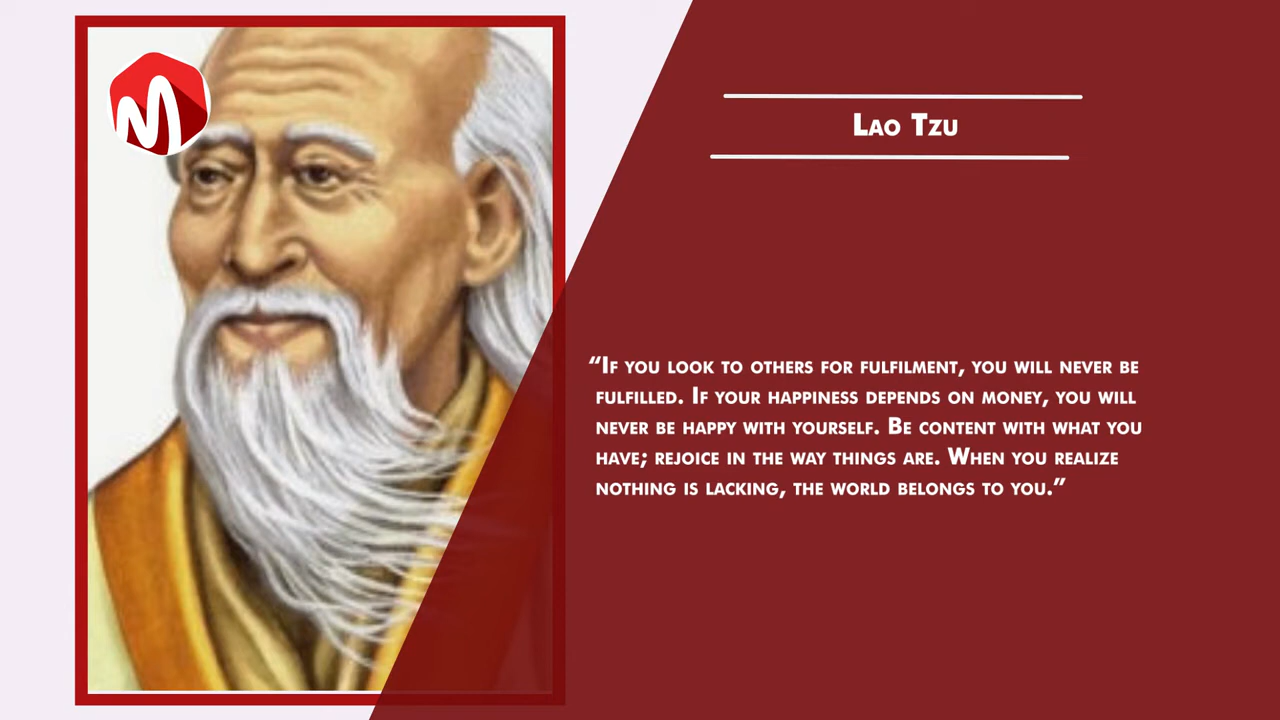 M
Lao Tzu
“If you look to others for fulfilment, you will never be
fulfilled. If your happiness depends on money, you will
never be happy with yourself. Be content with what you
have; rejoice in the way things are. When you realize
nothing is lacking, the world belongs to you.”